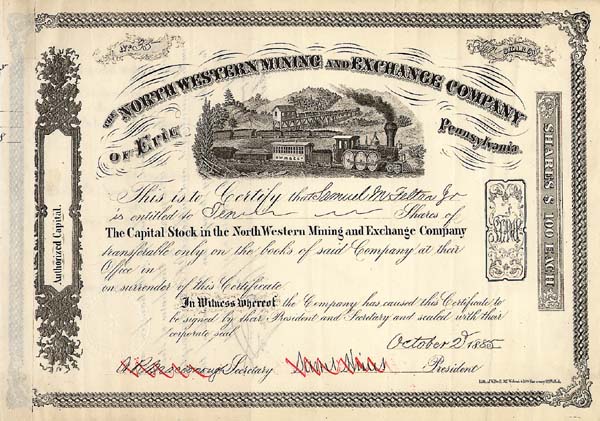 No
SHARES
THE NORTH WESTERN MINING AND EXCHANGE COMPANY
OF Erie Pennsylvania.
This is to Certify that Samuel M. Felton Jr
is entitled to Ten Shares of
The Capital Stock in the North Western Mining and Exchange Company
transferable only on the books of said Company at their
Office in
on surrender of this Certificate
In Witness whereof the Company has caused this Certificate to
be signed by their President and Secretary and sealed with their
corporate seal
October 2d 1885
Secretary President
Authorized Capital.
SHARES $ 100 EACH